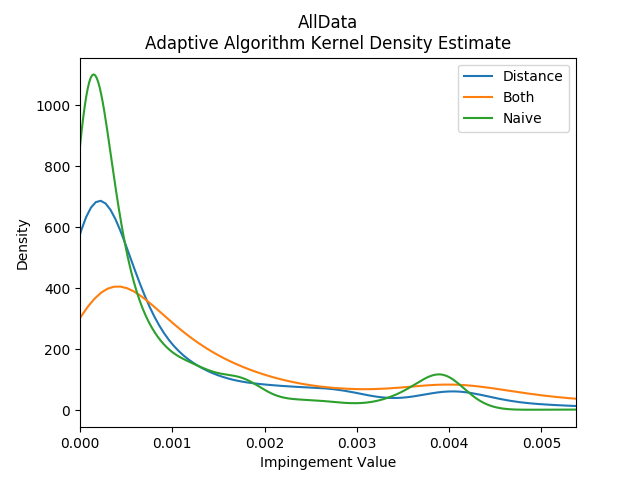 AllData
Adaptive Algorithm Kernel Density Estimate
Distance
Both
Naive
Density
1000
800
600
400
200
0
0.000 0.001 0.002 0.003 0.004 0.005
Impingement Value